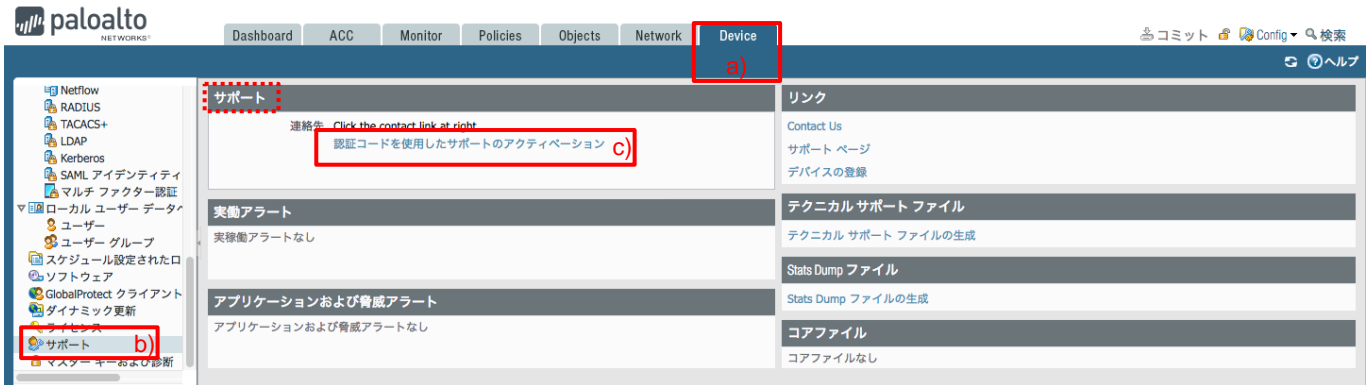 paloalto
NETWORKS®
Dashboard ACC Monitor Policies Objects Network Device
コミット Config 検索
a)
ヘルプ
Netflow
RADIUS
TACACS+
LDAP
Kerberos
SAML アイデンティティ
マルチ ファクター認証
ローカル ユーザー データベ
ユーザー
ユーザー グループ
スケジュール設定されたロ
ソフトウェア
GlobalProtect クライアント
ダイナミック更新
ライセンス
サポート b)
マスター キーおよび診断
サポート
連絡先 Click the contact link at right
認証コードを使用したサポートのアクティベーション c)
実働アラート
実稼働アラートなし
アプリケーションおよび脅威アラート
アプリケーションおよび脅威アラートなし
リンク
Contact Us
サポート ページ
デバイスの登録
テクニカル サポート ファイル
テクニカル サポート ファイルの生成
Stats Dump ファイル
Stats Dump ファイルの生成
コアファイル
コアファイルなし